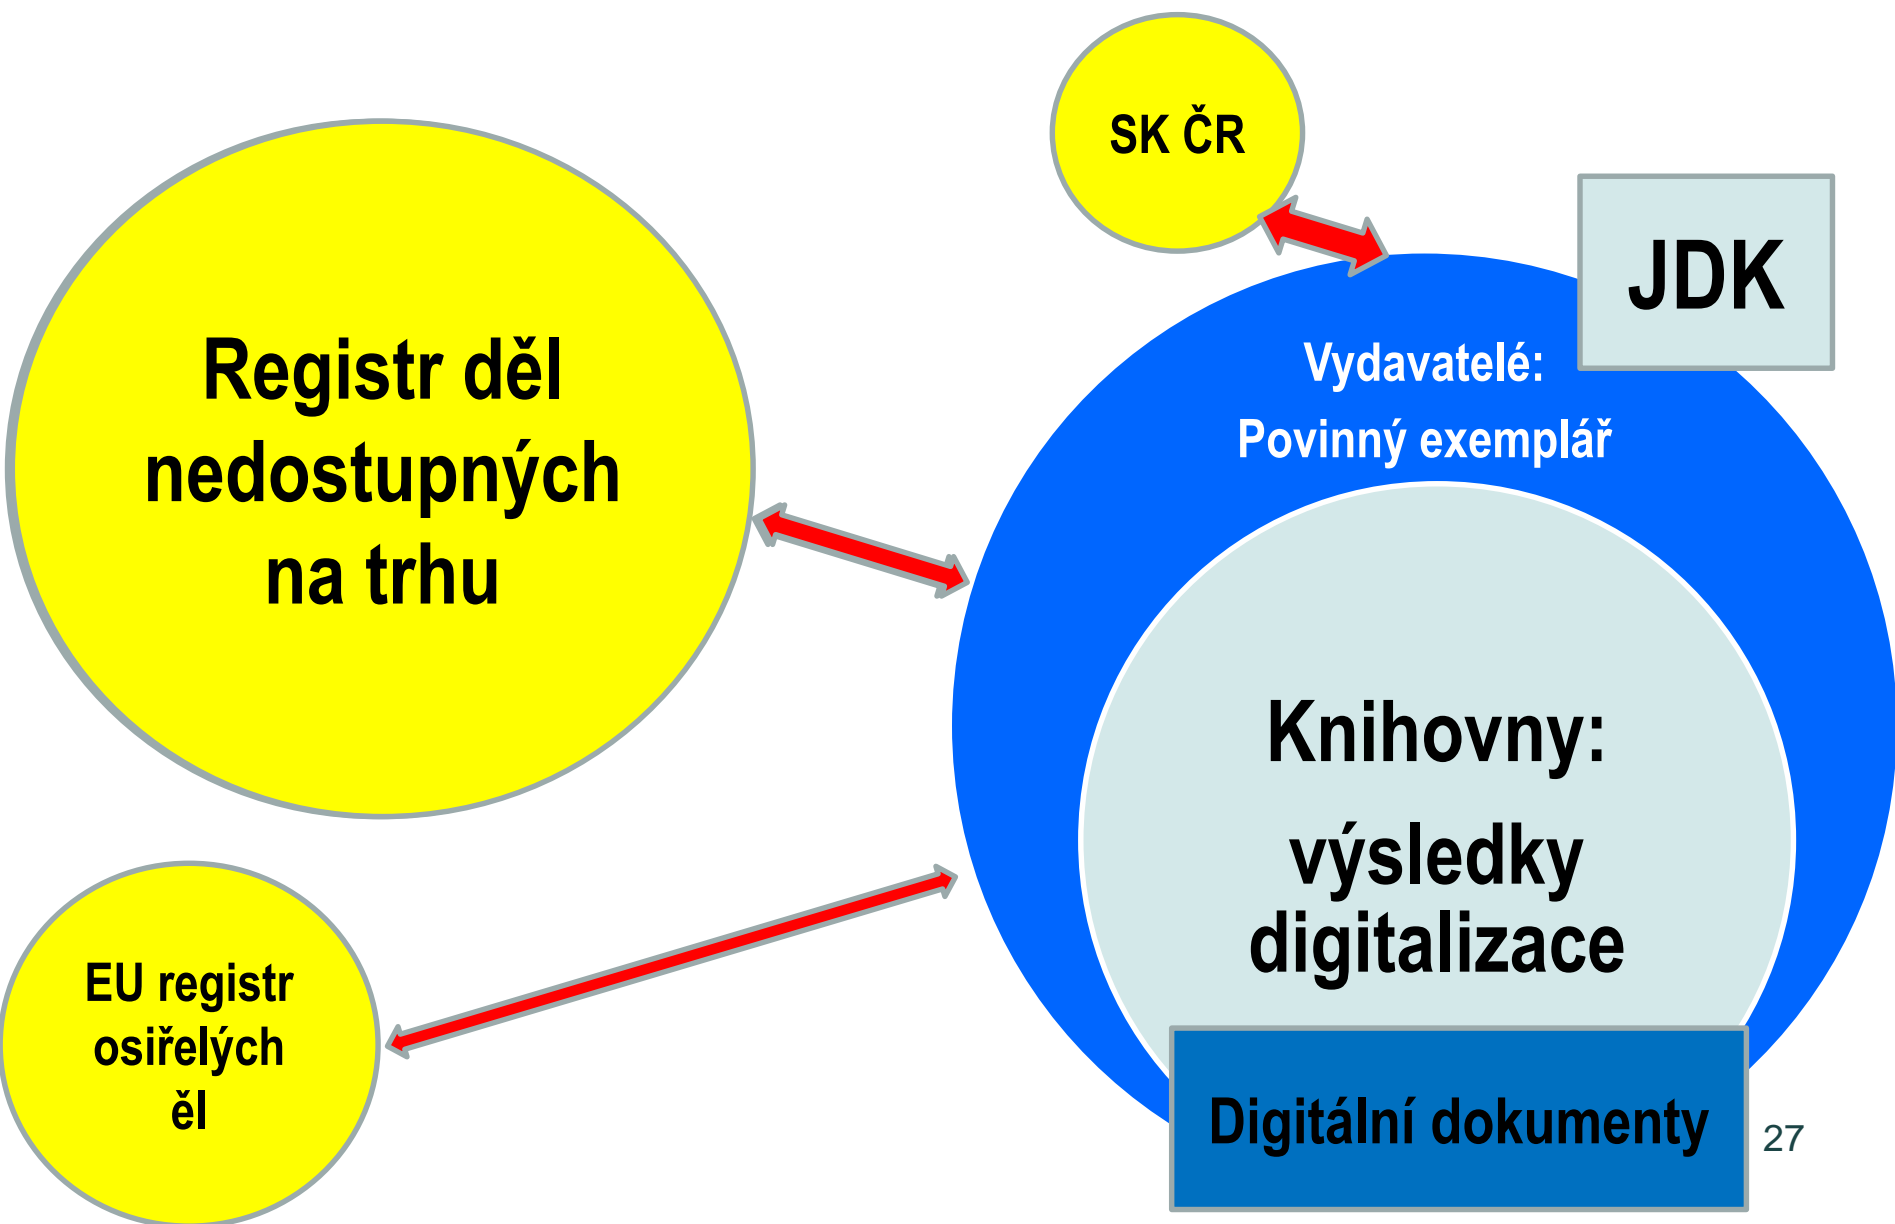 SK ČR
JDK
Registr děl
nedostupných
na trhu
Vydavatelé:
Povinný exemplář
Knihovny:
výsledky
digitalizace
EU registr
osiřelých
ěl
Digitální dokumenty
27